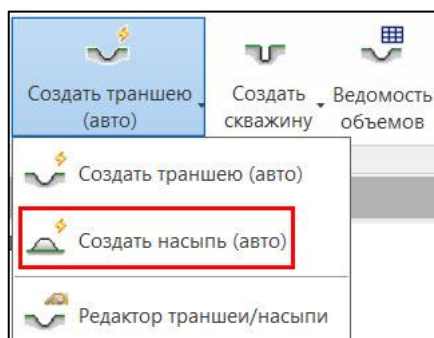 Создать траншею
(авто)
Создать
скважину
Ведомость
объемов
Создать траншею (авто)
Создать насыпь (авто)
Редактор траншеи/насыпи